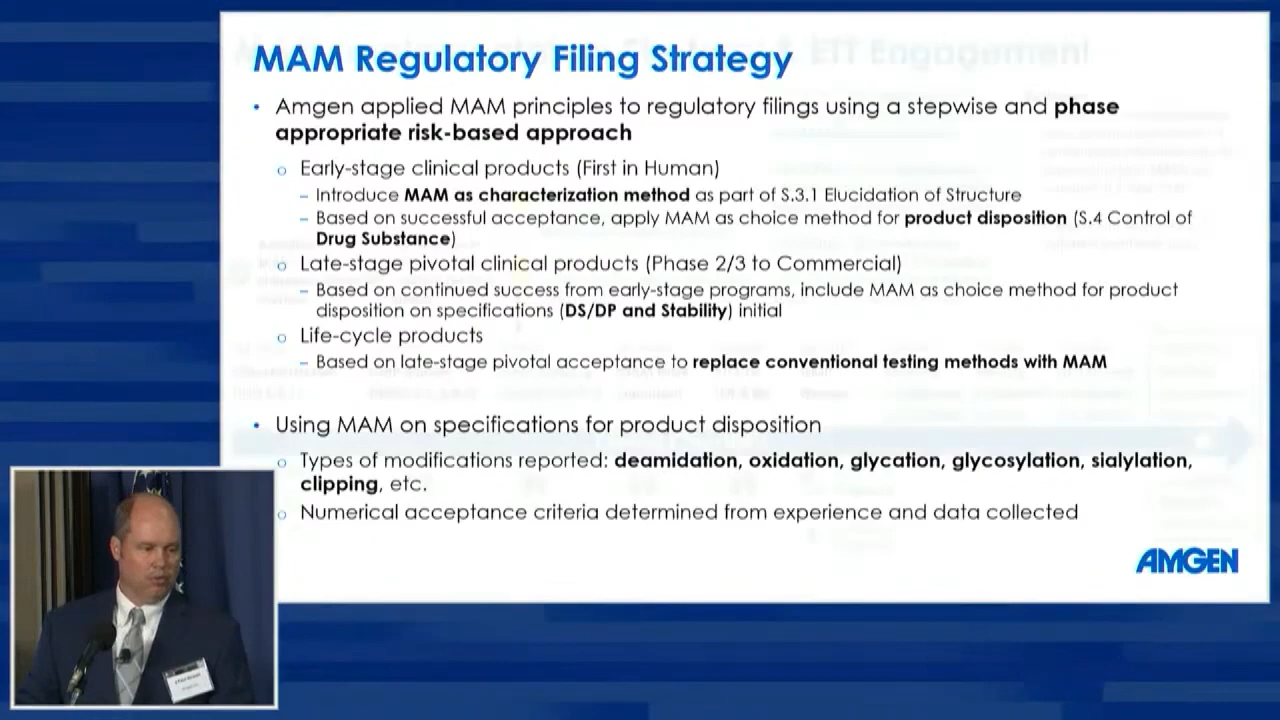 MAM Regulatory Filing Strategy
• Amgen applied MAM principles to regulatory filings using a stepwise and phase
appropriate risk-based approach
o Early-stage clinical products (First in Human)
– Introduce MAM as characterization method as part of S.3.1 Elucidation of Structure
– Based on successful acceptance, apply MAM as choice method for product disposition (S.4 Control of
Drug Substance)
o Late-stage pivotal clinical products (Phase 2/3 to Commercial)
– Based on continued success from early-stage programs, include MAM as choice method for product
disposition on specifications (DS/DP and Stability) initial
o Life-cycle products
– Based on late-stage pivotal acceptance to replace conventional testing methods with MAM
• Using MAM on specifications for product disposition
o Types of modifications reported: deamidation, oxidation, glycation, glycosylation, sialylation,
clipping, etc.
o Numerical acceptance criteria determined from experience and data collected
AMGEN
ETT Engagement